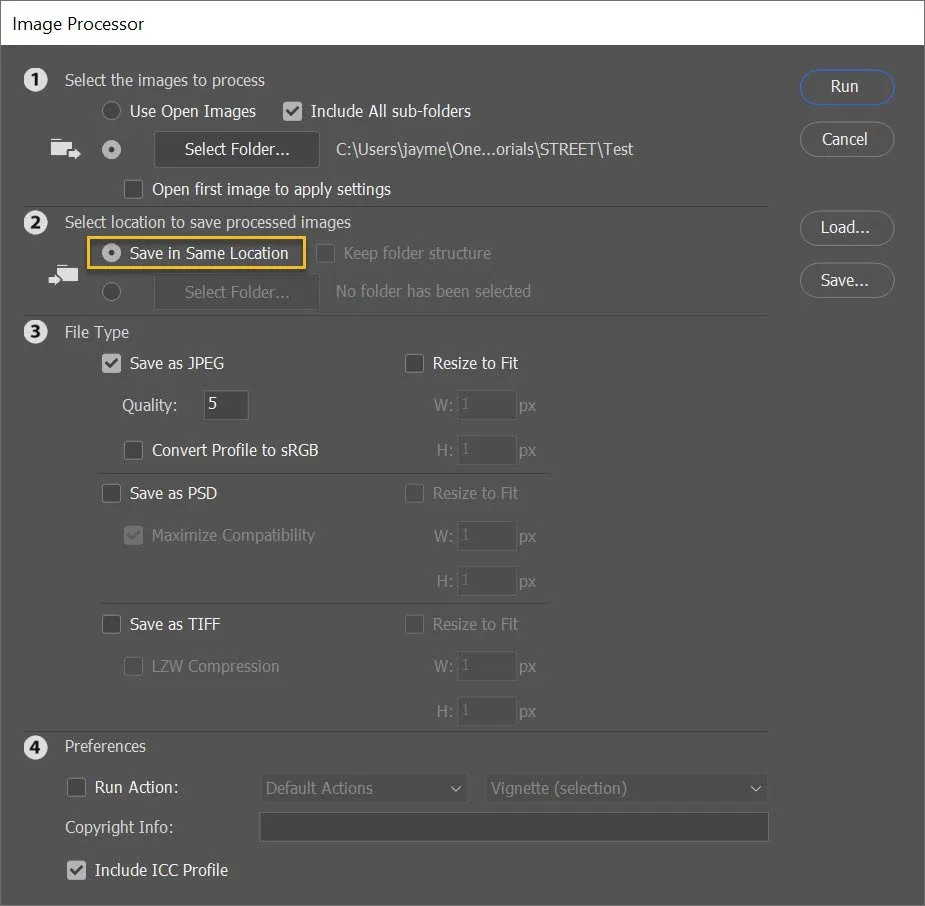 Image Processor
1 Select the images to process
Use Open Images Include All sub-folders
Select Folder... C:\Users\jayme\One...orials\STREET\Test
Open first image to apply settings
Run
Cancel
2 Select location to save processed images
Save in Same Location Keep folder structure
Select Folder... No folder has been selected
Load...
Save...
3 File Type
Save as JPEG Resize to Fit
Quality: 5 W: 1 px
Convert Profile to sRGB H: 1 px
Save as PSD Resize to Fit
Maximize Compatibility W: 1 px
H: 1 px
Save as TIFF Resize to Fit
LZW Compression W: 1 px
H: 1 px
4 Preferences
Run Action: Default Actions Vignette (selection)
Copyright Info:
Include ICC Profile